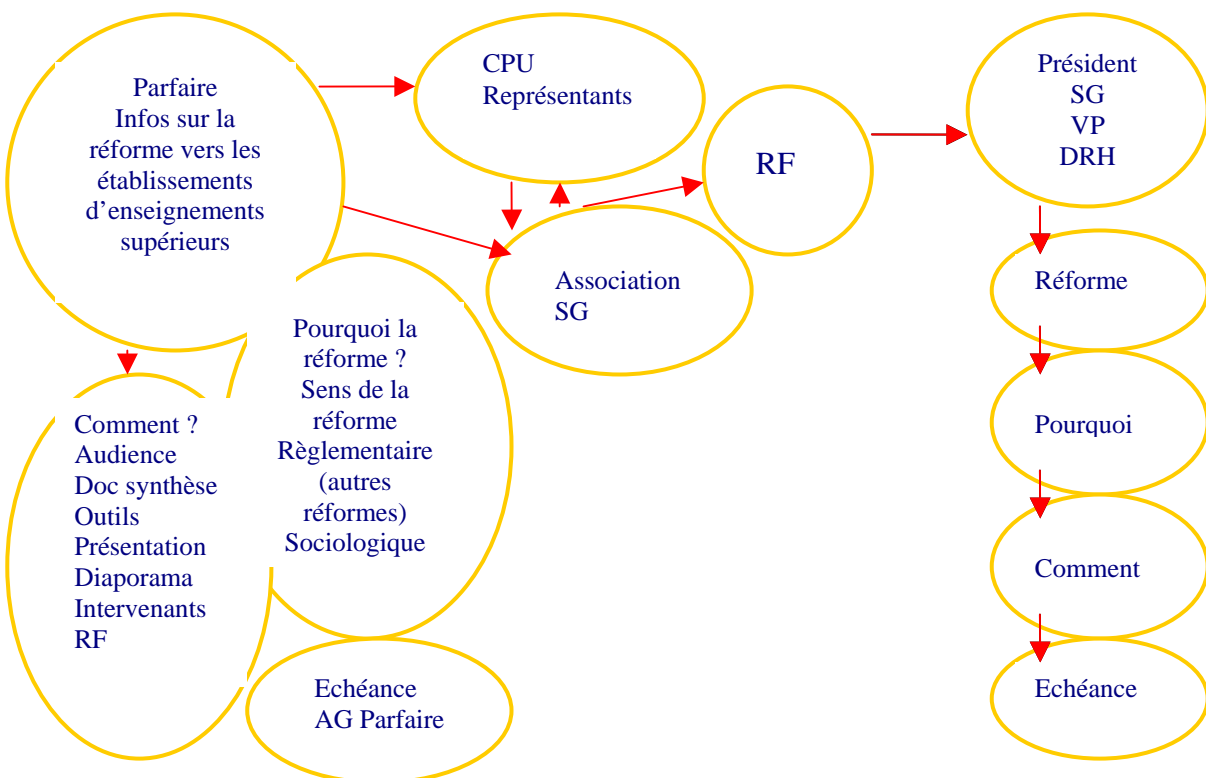 Parfaire
Infos sur la
réforme vers les
établissements
d’enseignements
supérieurs
CPU
Représentants
RF
Président
SG
VP
DRH
Association
SG
Réforme
Pourquoi la
réforme ?
Sens de la
réforme
Règlementaire
(autres
réformes)
Sociologique
Comment ?
Audience
Doc synthèse
Outils
Présentation
Diaporama
Intervenants
RF
Pourquoi
Comment
Echéance
AG Parfaire
Echéance